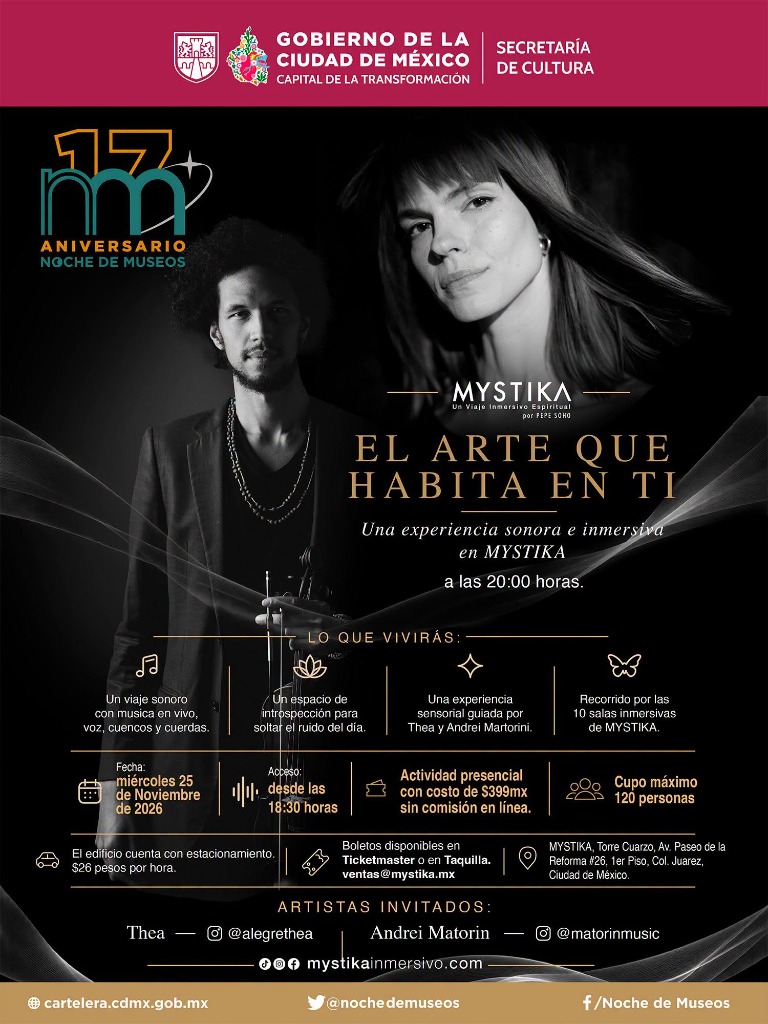 GOBIERNO DE LA
CIUDAD DE MÉXICO
CAPITAL DE LA TRANSFORMACIÓN
SECRETARÍA
DE CULTURA
17
nm
ANIVERSARIO
NOCHE DE MUSEOS
MYSTIKA
Un Viaje Inmersivo Espiritual
por PEPE SOHO
EL ARTE QUE
HABITA EN TI
Una experiencia sonora e inmersiva
en MYSTIKA
a las 20:00 horas.
LO QUE VIVIRÁS:
Un viaje sonoro
con musica en vivo,
voz, cuencos y cuerdas.
Un espacio de
introspección para
soltar el ruido del día.
Una experiencia
sensorial guiada por
Thea y Andrei Martorini.
Recorrido por las
10 salas inmersivas
de MYSTIKA.
Fecha:
miércoles 25
de Noviembre
de 2026
Acceso:
desde las
18:30 horas
Actividad presencial
con costo de $399mx
sin comisión en línea.
Cupo máximo
120 personas
El edificio cuenta con estacionamiento.
$26 pesos por hora.
Boletos disponibles en
Ticketmaster o en Taquilla.
ventas@mystika.mx
MYSTIKA, Torre Cuarzo, Av. Paseo de la
Reforma #26, 1er Piso, Col. Juarez,
Ciudad de México.
ARTISTAS INVITADOS:
Thea — @alegrethea
Andrei Matorin — @matorinmusic
mystikainmersivo.com
cartelera.cdmx.gob.mx
@nochedemuseos
/Noche de Museos